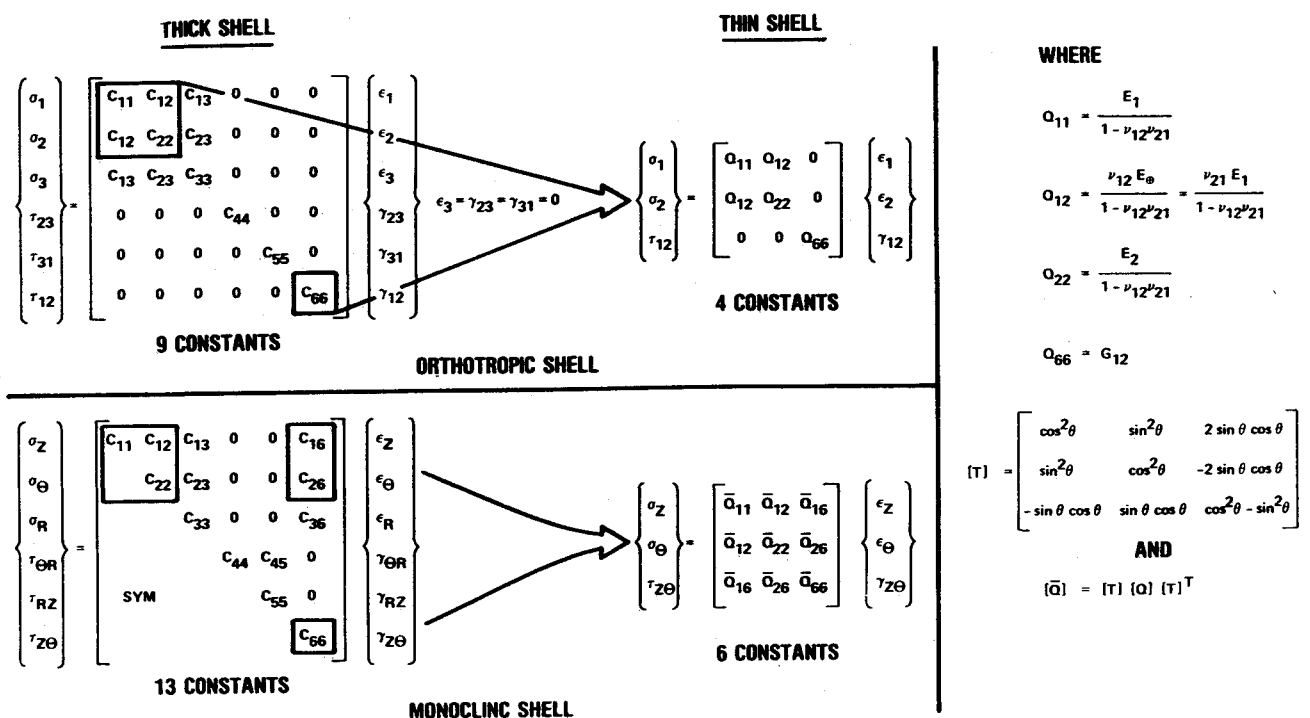 THICK SHELL
THIN SHELL
σ1 C11 C12 C13 0 0 0 ϵ1
σ2 C12 C22 C23 0 0 0 ϵ2
σ3 C13 C23 C33 0 0 0 ϵ3
τ23 = 0 0 0 C44 0 0 γ23
τ31 0 0 0 0 C55 0 γ31
τ12 0 0 0 0 0 C66 γ12
9 CONSTANTS
ϵ3 = γ23 = γ31 = 0
σ1 Q11 Q12 0 ϵ1
σ2 = Q12 Q22 0 ϵ2
τ12 0 0 Q66 γ12
4 CONSTANTS
ORTHOTROPIC SHELL
σZ C11 C12 C13 0 0 C16 ϵZ
σΘ C22 C23 0 0 C26 ϵΘ
σR C33 0 0 C36 ϵR
τΘR = C44 C45 0 γΘR
τRZ SYM C55 0 γRZ
τZΘ C66 γZΘ
13 CONSTANTS
σZ Q̅11 Q̅12 Q̅16 ϵZ
σΘ = Q̅12 Q̅22 Q̅26 ϵΘ
τZΘ Q̅16 Q̅26 Q̅66 γZΘ
6 CONSTANTS
MONOCLINC SHELL
WHERE
Q11 = E1 / 1 - ν12ν21
Q12 = ν12 E⊕ / 1 - ν12ν21 = ν21 E1 / 1 - ν12ν21
Q22 = E2 / 1 - ν12ν21
Q66 = G12
cos²θ sin²θ 2 sin θ cos θ
[T] = sin²θ cos²θ -2 sin θ cos θ
- sin θ cos θ sin θ cos θ cos²θ - sin²θ
AND
[Q̅] = [T] {Q} [T]ᵀ